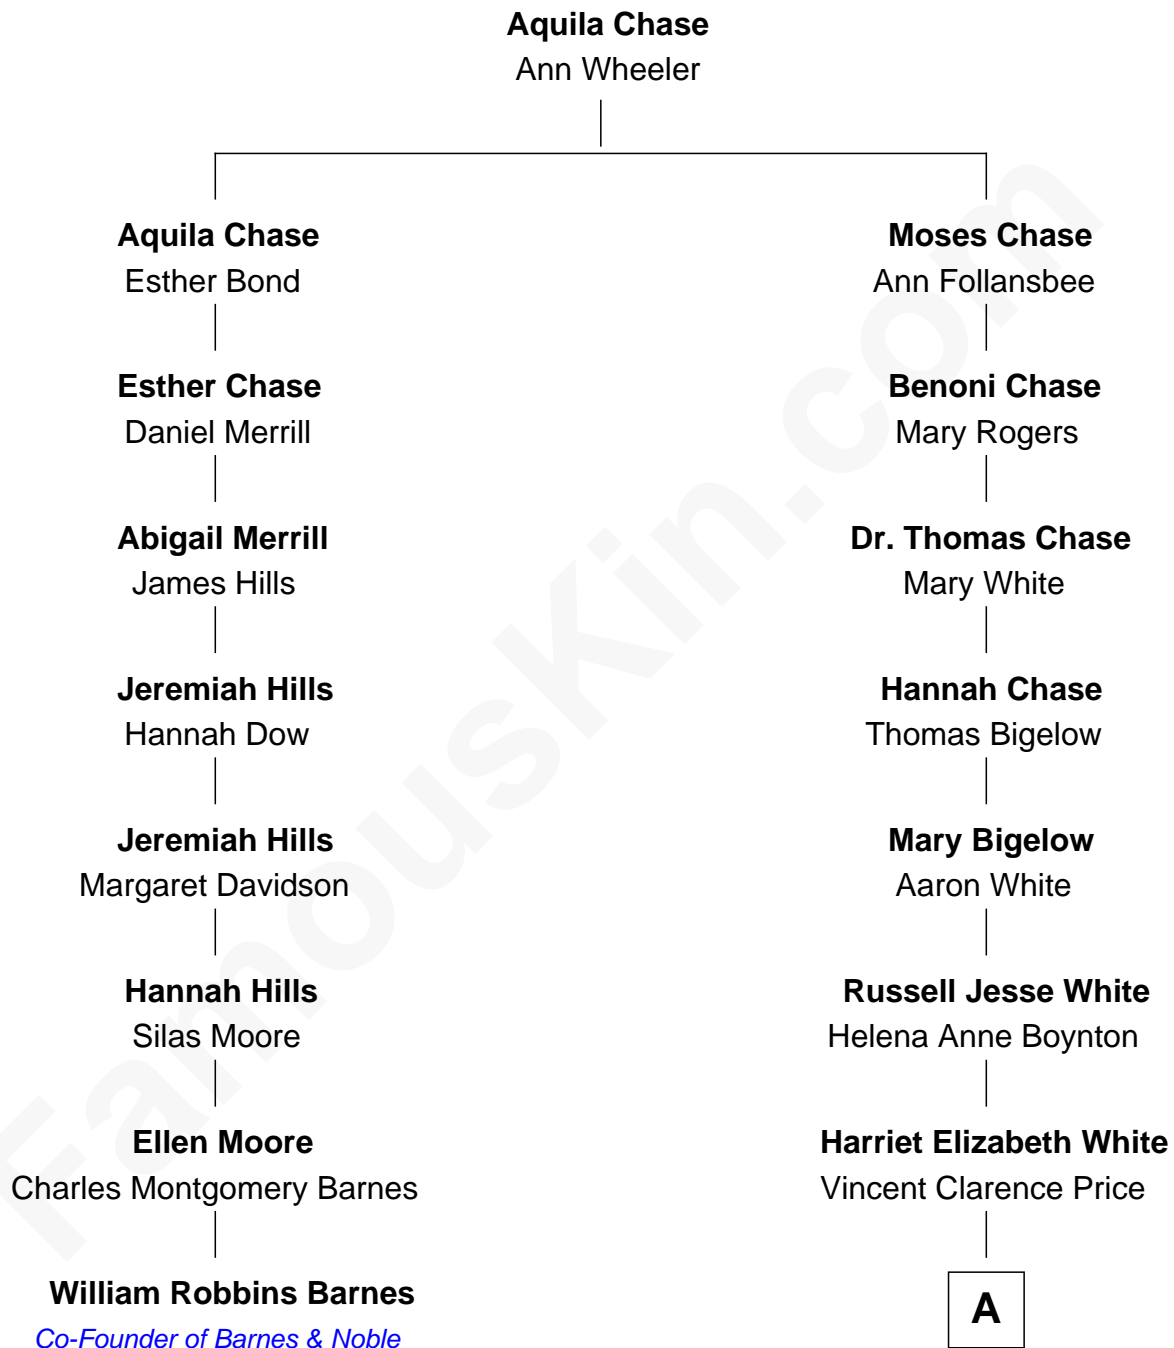 Aquila Chase
Ann Wheeler
Aquila Chase
Esther Bond
Moses Chase
Ann Follansbee
Esther Chase
Daniel Merrill
Benoni Chase
Mary Rogers
Abigail Merrill
James Hills
Dr. Thomas Chase
Mary White
Jeremiah Hills
Hannah Dow
Hannah Chase
Thomas Bigelow
Jeremiah Hills
Margaret Davidson
Mary Bigelow
Aaron White
Hannah Hills
Silas Moore
Russell Jesse White
Helena Anne Boynton
Ellen Moore
Charles Montgomery Barnes
Harriet Elizabeth White
Vincent Clarence Price
William Robbins Barnes
Co-Founder of Barnes & Noble
A
FamousKin.com